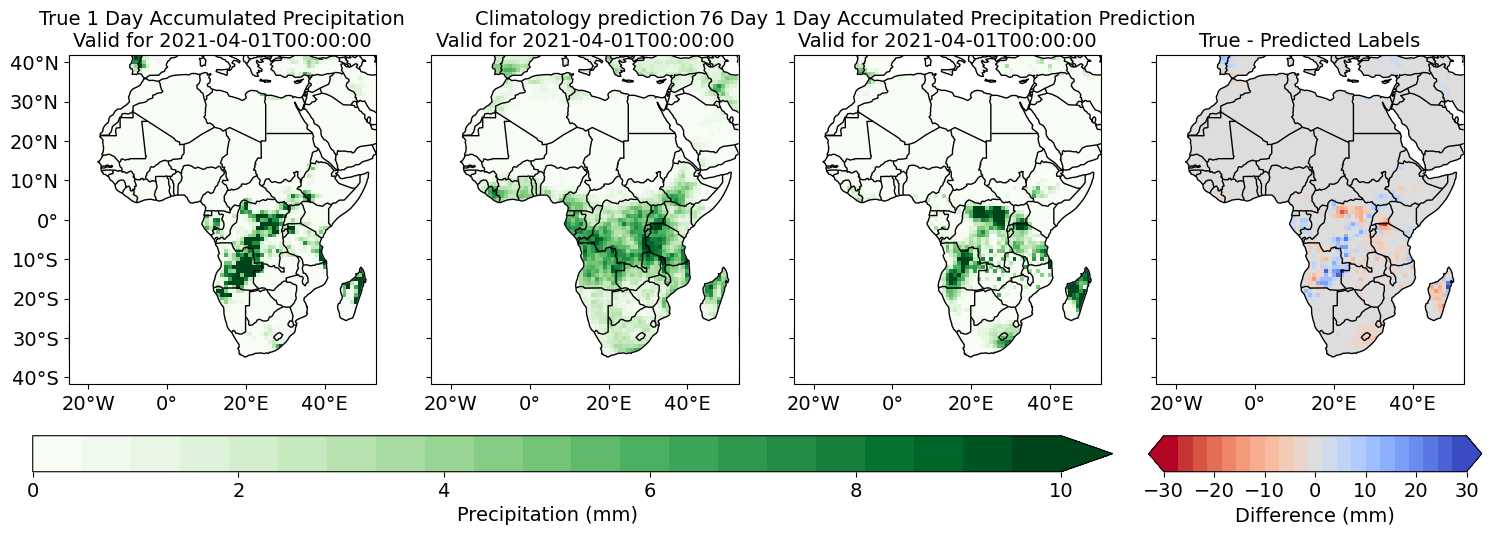 True 1 Day Accumulated Precipitation
Valid for 2021-04-01T00:00:00
Climatology prediction
Valid for 2021-04-01T00:00:00
76 Day 1 Day Accumulated Precipitation Prediction
Valid for 2021-04-01T00:00:00
True - Predicted Labels
40°N
30°N
20°N
10°N
0°
10°S
20°S
30°S
40°S
20°W 0° 20°E 40°E
20°W 0° 20°E 40°E
20°W 0° 20°E 40°E
20°W 0° 20°E 40°E
0 2 4 6 8 10
Precipitation (mm)
−30 −20 −10 0 10 20 30
Difference (mm)